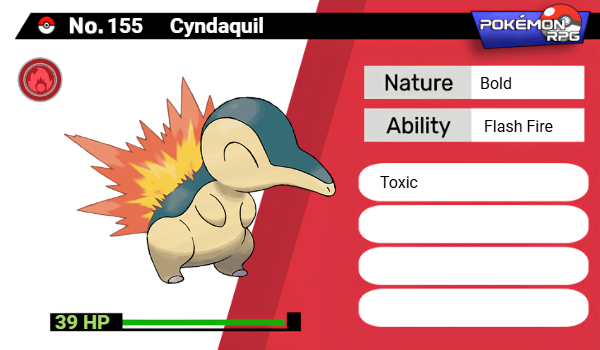 No. 155 Cyndaquil
POKÉMON
RPG
Nature Bold
Ability Flash Fire
Toxic
39 HP